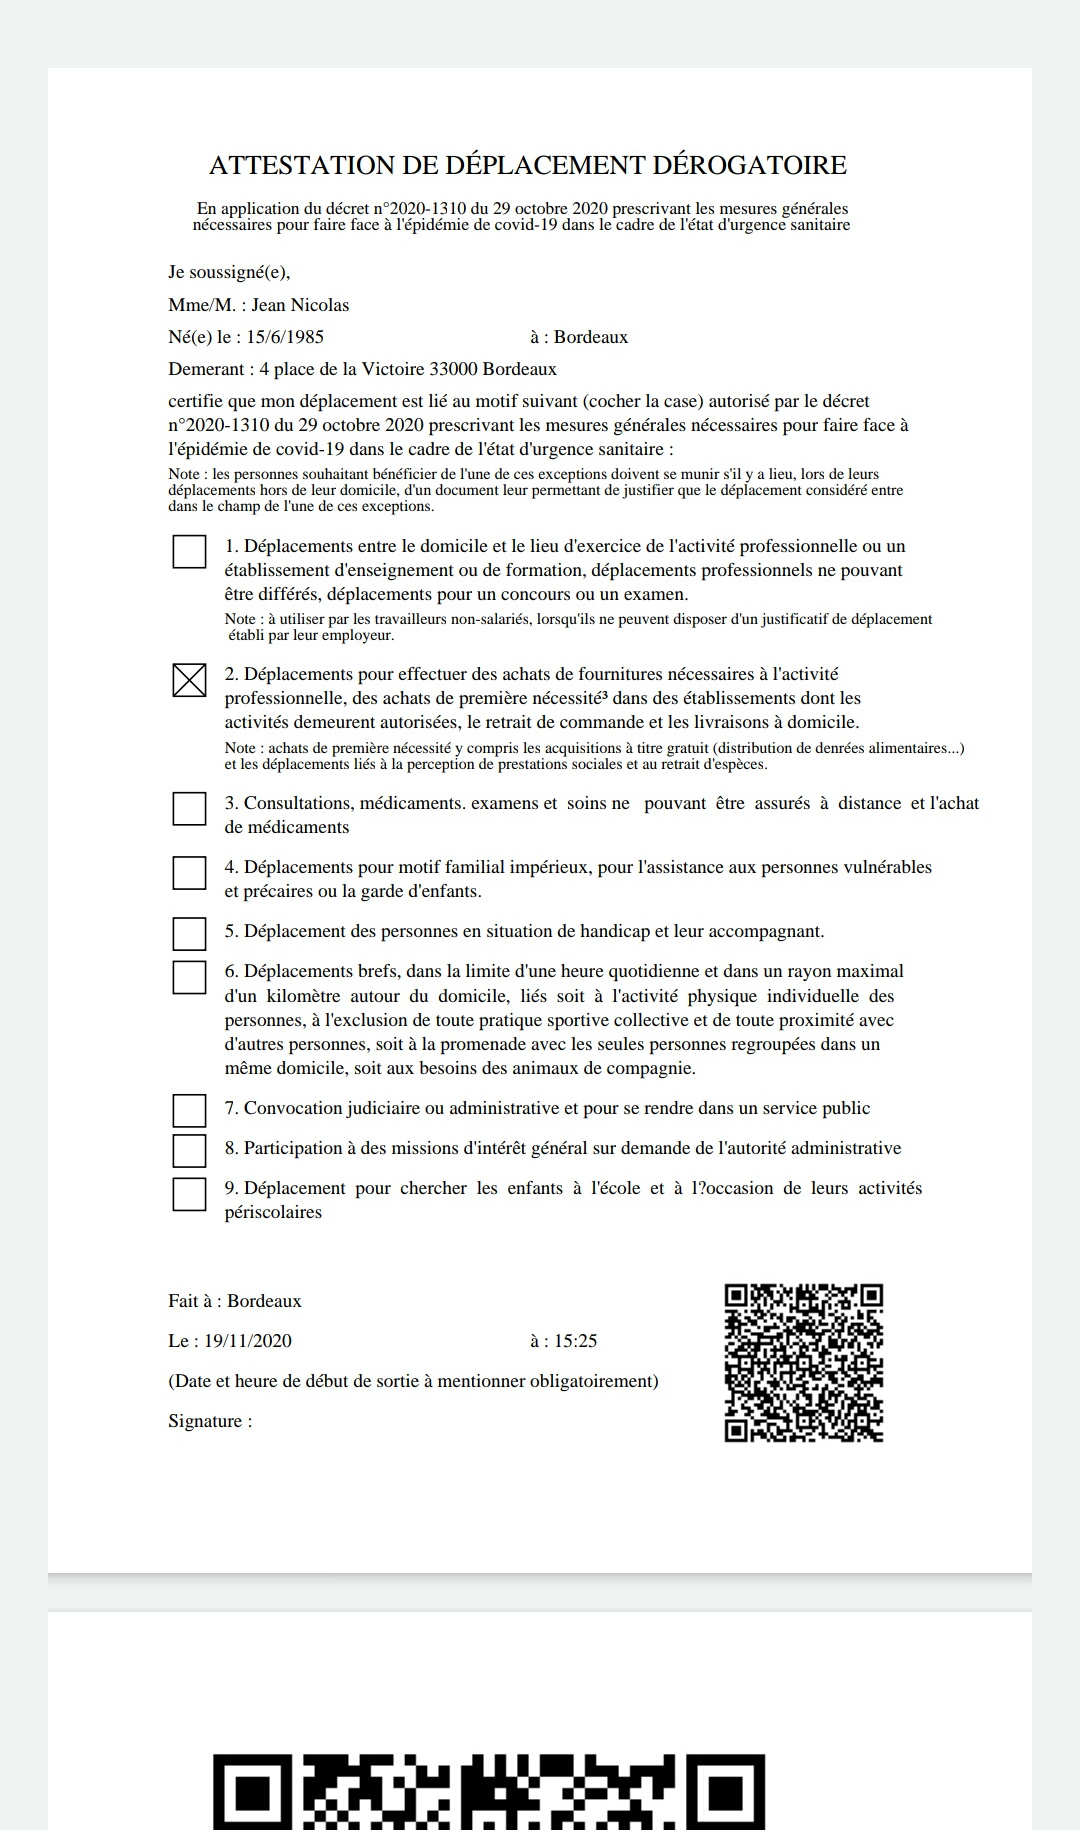 ATTESTATION DE DÉPLACEMENT DÉROGATOIRE
En application du décret n°2020-1310 du 29 octobre 2020 prescrivant les mesures générales
nécessaires pour faire face à l'épidémie de covid-19 dans le cadre de l'état d'urgence sanitaire
Je soussigné(e),
Mme/M. : Jean Nicolas
Né(e) le : 15/6/1985 à : Bordeaux
Demerant : 4 place de la Victoire 33000 Bordeaux
certifie que mon déplacement est lié au motif suivant (cocher la case) autorisé par le décret
n°2020-1310 du 29 octobre 2020 prescrivant les mesures générales nécessaires pour faire face à
l'épidémie de covid-19 dans le cadre de l'état d'urgence sanitaire :
Note : les personnes souhaitant bénéficier de l'une de ces exceptions doivent se munir s'il y a lieu, lors de leurs
déplacements hors de leur domicile, d'un document leur permettant de justifier que le déplacement considéré entre
dans le champ de l'une de ces exceptions.
1. Déplacements entre le domicile et le lieu d'exercice de l'activité professionnelle ou un
établissement d'enseignement ou de formation, déplacements professionnels ne pouvant
être différés, déplacements pour un concours ou un examen.
Note : à utiliser par les travailleurs non-salariés, lorsqu'ils ne peuvent disposer d'un justificatif de déplacement
établi par leur employeur.
2. Déplacements pour effectuer des achats de fournitures nécessaires à l'activité
professionnelle, des achats de première nécessité³ dans des établissements dont les
activités demeurent autorisées, le retrait de commande et les livraisons à domicile.
Note : achats de première nécessité y compris les acquisitions à titre gratuit (distribution de denrées alimentaires...)
et les déplacements liés à la perception de prestations sociales et au retrait d'espèces.
3. Consultations, médicaments. examens et soins ne pouvant être assurés à distance et l'achat
de médicaments
4. Déplacements pour motif familial impérieux, pour l'assistance aux personnes vulnérables
et précaires ou la garde d'enfants.
5. Déplacement des personnes en situation de handicap et leur accompagnant.
6. Déplacements brefs, dans la limite d'une heure quotidienne et dans un rayon maximal
d'un kilomètre autour du domicile, liés soit à l'activité physique individuelle des
personnes, à l'exclusion de toute pratique sportive collective et de toute proximité avec
d'autres personnes, soit à la promenade avec les seules personnes regroupées dans un
même domicile, soit aux besoins des animaux de compagnie.
7. Convocation judiciaire ou administrative et pour se rendre dans un service public
8. Participation à des missions d'intérêt général sur demande de l'autorité administrative
9. Déplacement pour chercher les enfants à l'école et à l?occasion de leurs activités
périscolaires
Fait à : Bordeaux
Le : 19/11/2020 à : 15:25
(Date et heure de début de sortie à mentionner obligatoirement)
Signature :